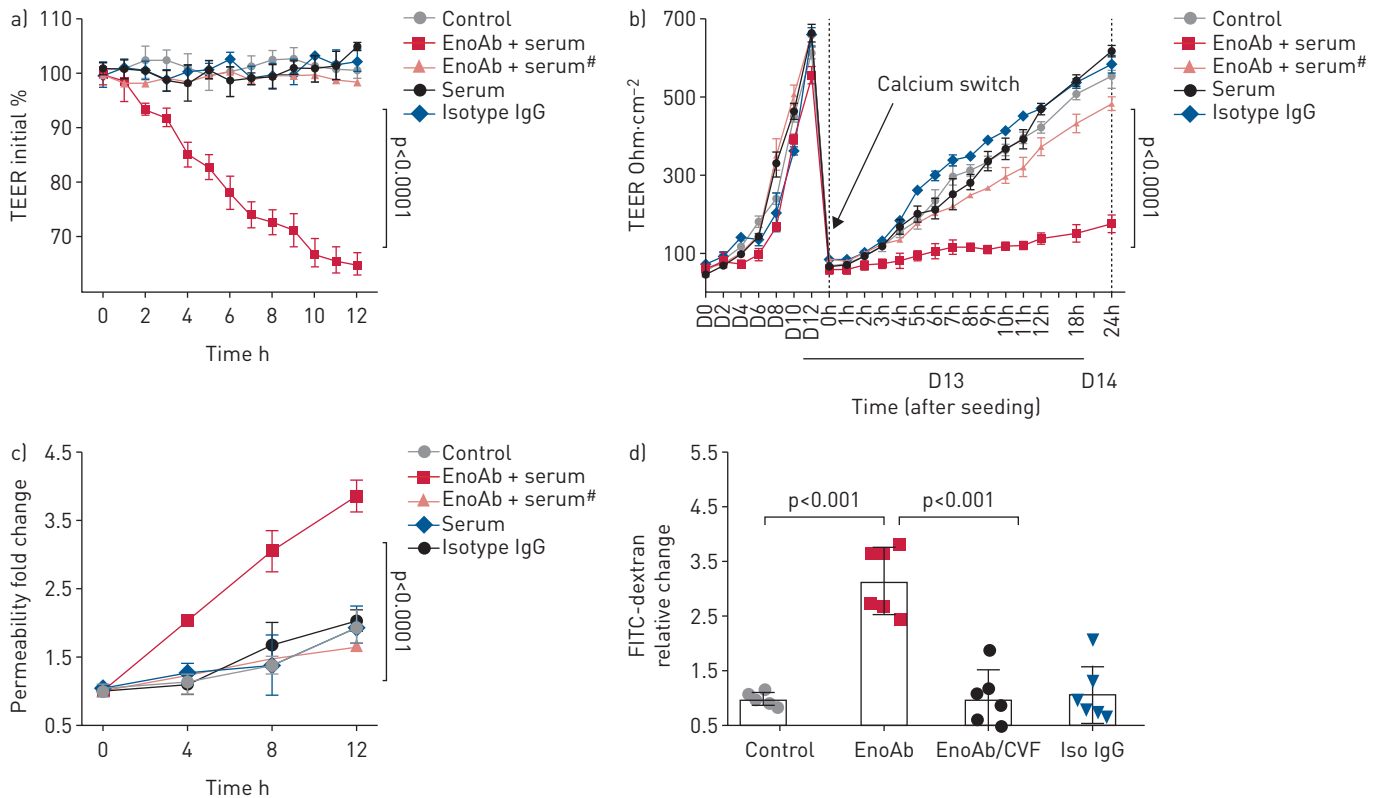 a)
110
100
90
80
70
TEER initial %
0
2
4
6
8
10
12
Time h
Control
EnoAb + serum
EnoAb + serum#
Serum
Isotype IgG
p<0.0001
b)
700
500
300
100
TEER Ohm·cm−2
Calcium switch
D0
D2
D4
D6
D8
D10
D12
0h
1h
2h
3h
4h
5h
6h
7h
8h
9h
10h
11h
12h
18h
24h
D13
D14
Time (after seeding)
Control
EnoAb + serum
EnoAb + serum#
Serum
Isotype IgG
p<0.0001
c)
4.5
3.5
2.5
1.5
0.5
Permeability fold change
0
4
8
12
Time h
Control
EnoAb + serum
EnoAb + serum#
Serum
Isotype IgG
p<0.0001
d)
5.5
4.5
3.5
2.5
1.5
0.5
FITC-dextran
relative change
p<0.001
p<0.001
Control
EnoAb
EnoAb/CVF
Iso IgG